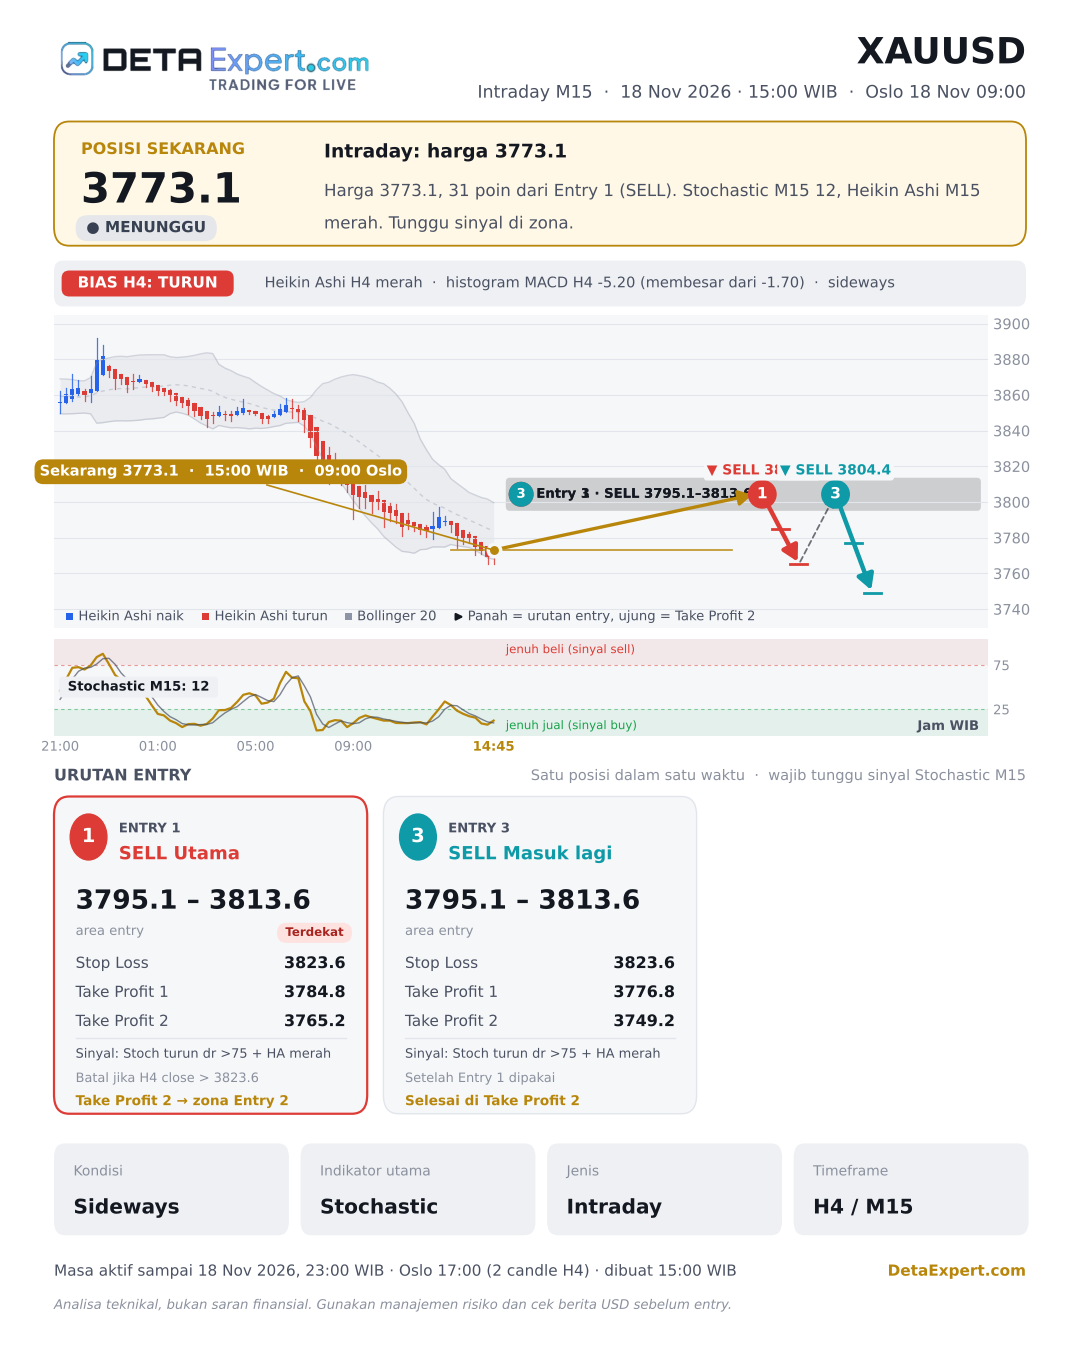 DETA Expert.com
TRADING FOR LIVE
XAUUSD
Intraday M15 · 18 Nov 2026 · 15:00 WIB · Oslo 18 Nov 09:00
POSISI SEKARANG
3773.1
● MENUNGGU
Intraday: harga 3773.1
Harga 3773.1, 31 poin dari Entry 1 (SELL). Stochastic M15 12, Heikin Ashi M15
merah. Tunggu sinyal di zona.
BIAS H4: TURUN
Heikin Ashi H4 merah · histogram MACD H4 -5.20 (membesar dari -1.70) · sideways
3900
3880
3860
3840
3820
3800
3780
3760
3740
Sekarang 3773.1 · 15:00 WIB · 09:00 Oslo
▼ SELL 38
▼ SELL 3804.4
3 Entry 3 · SELL 3795.1–3813.6
1
3
Heikin Ashi naik
Heikin Ashi turun
Bollinger 20
Panah = urutan entry, ujung = Take Profit 2
jenuh beli (sinyal sell)
75
Stochastic M15: 12
25
jenuh jual (sinyal buy)
Jam WIB
21:00 01:00 05:00 09:00 14:45
URUTAN ENTRY
Satu posisi dalam satu waktu · wajib tunggu sinyal Stochastic M15
1
ENTRY 1
SELL Utama
3795.1 – 3813.6
area entry
Terdekat
Stop Loss 3823.6
Take Profit 1 3784.8
Take Profit 2 3765.2
Sinyal: Stoch turun dr >75 + HA merah
Batal jika H4 close > 3823.6
Take Profit 2 → zona Entry 2
3
ENTRY 3
SELL Masuk lagi
3795.1 – 3813.6
area entry
Stop Loss 3823.6
Take Profit 1 3776.8
Take Profit 2 3749.2
Sinyal: Stoch turun dr >75 + HA merah
Setelah Entry 1 dipakai
Selesai di Take Profit 2
Kondisi
Sideways
Indikator utama
Stochastic
Jenis
Intraday
Timeframe
H4 / M15
Masa aktif sampai 18 Nov 2026, 23:00 WIB · Oslo 17:00 (2 candle H4) · dibuat 15:00 WIB
DetaExpert.com
Analisa teknikal, bukan saran finansial. Gunakan manajemen risiko dan cek berita USD sebelum entry.